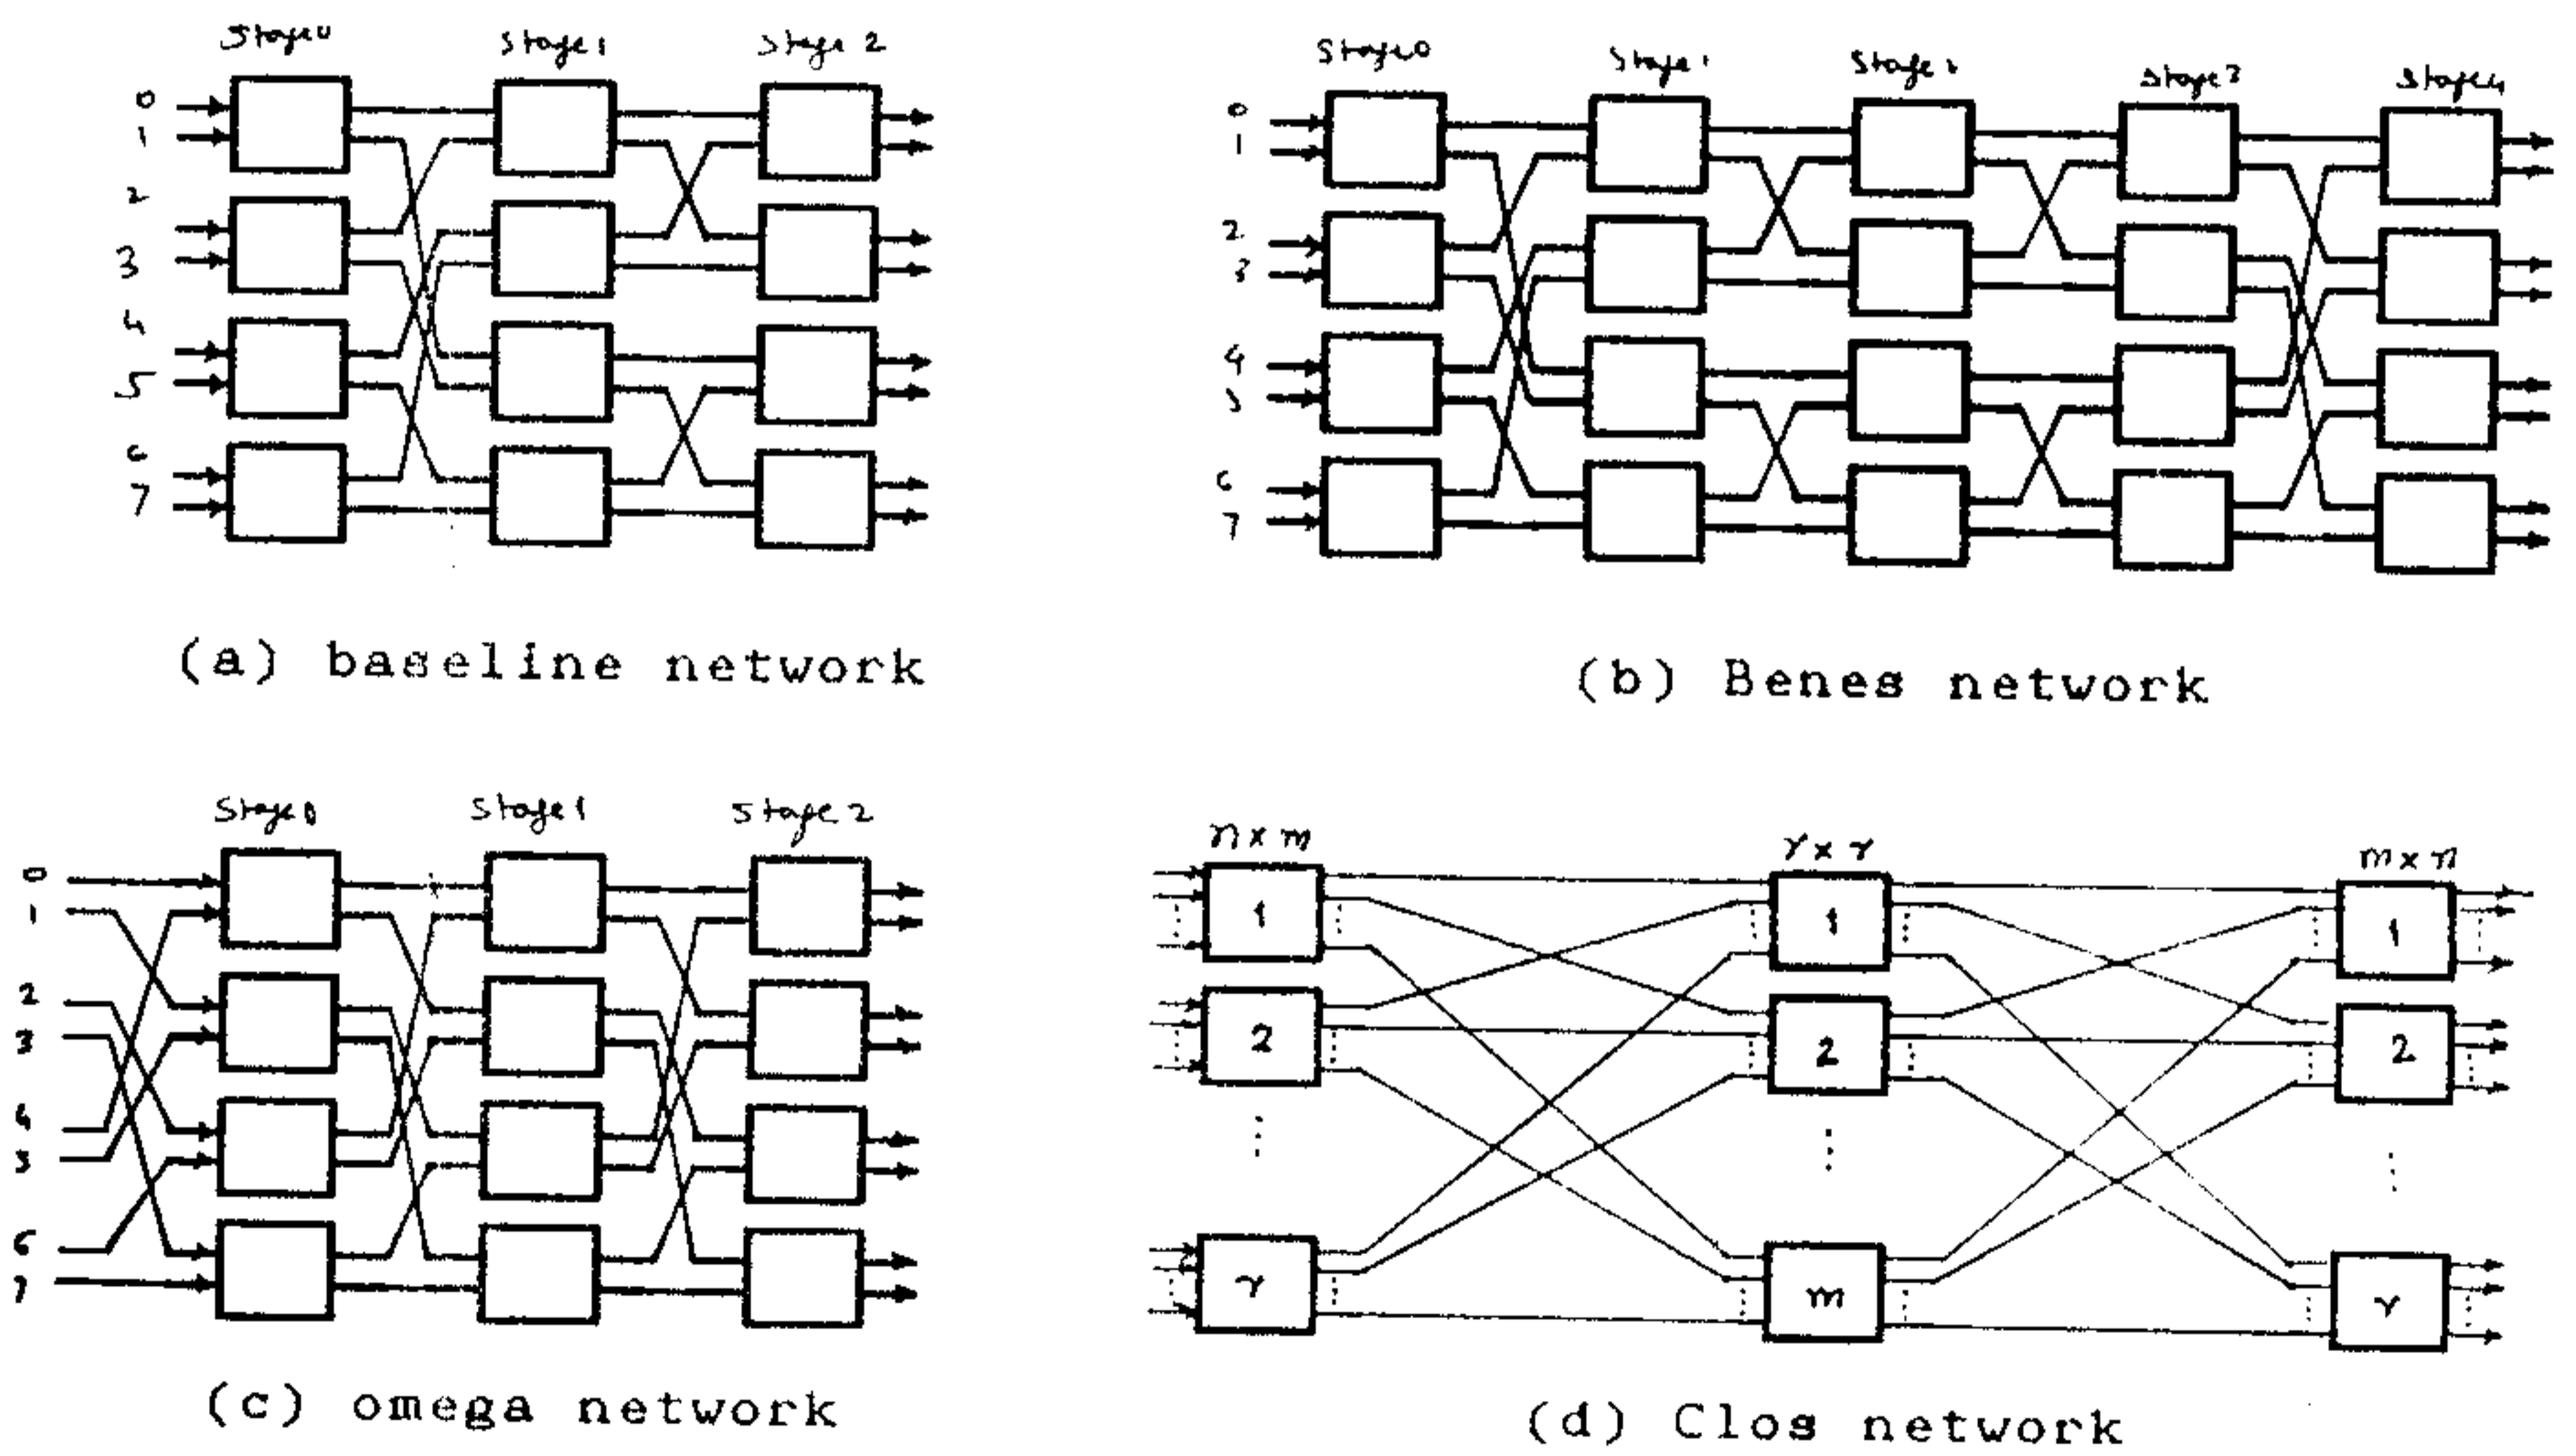 Stage 0 Stage 1 Stage 2
0
1
2
3
4
5
6
7
(a) baseline network
Stage 0 Stage 1 Stage 2 Stage 3 Stage 4
0
1
2
3
4
5
6
7
(b) Benes network
Stage 0 Stage 1 Stage 2
0
1
2
3
4
5
6
7
(c) omega network
n x m r x r m x n
1 1 1
2 2 2
r m r
(d) Clos network